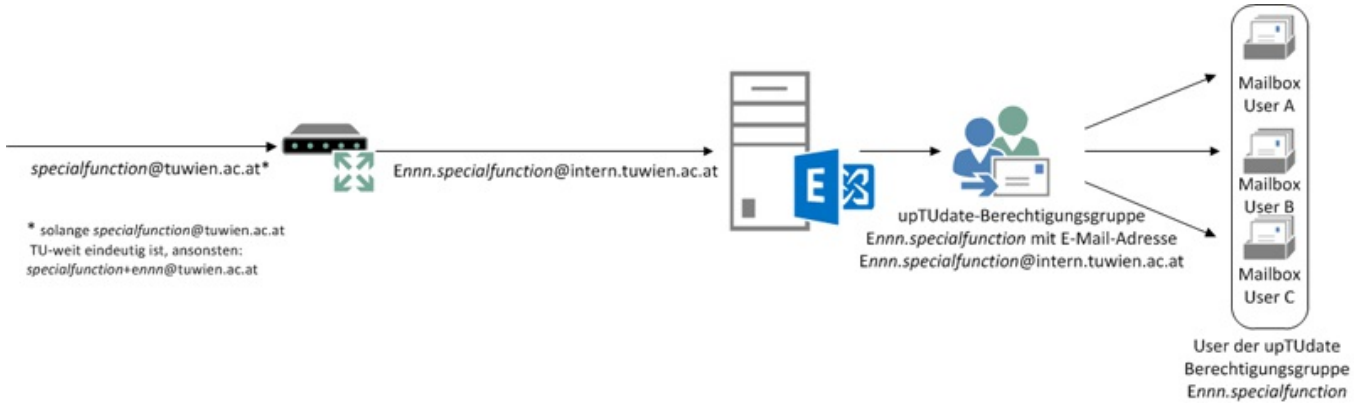 specialfunction@tuwien.ac.at*
* solange specialfunction@tuwien.ac.at
TU-weit eindeutig ist, ansonsten:
specialfunction+ennn@tuwien.ac.at
Ennn.specialfunction@intern.tuwien.ac.at
E
upTUdate-Berechtigungsgruppe
Ennn.specialfunction mit E-Mail-Adresse
Ennn.specialfunction@intern.tuwien.ac.at
Mailbox
User A
Mailbox
User B
Mailbox
User C
User der upTUdate
Berechtigungsgruppe
Ennn.specialfunction